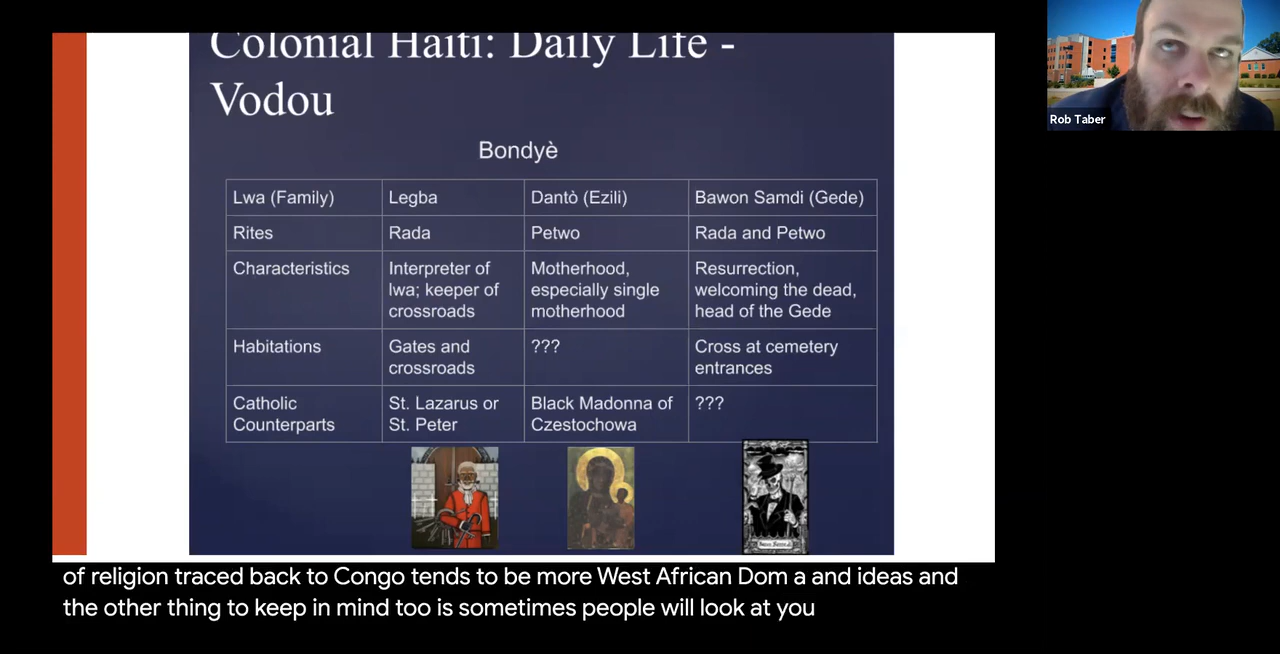 Colonial Haiti: Daily Life -
Vodou
Bondyè
Lwa (Family) Legba Dantò (Ezili) Bawon Samdi (Gede)
Rites Rada Petwo Rada and Petwo
Characteristics Interpreter of lwa; keeper of crossroads Motherhood, especially single motherhood Resurrection, welcoming the dead, head of the Gede
Habitations Gates and crossroads ??? Cross at cemetery entrances
Catholic Counterparts St. Lazarus or St. Peter Black Madonna of Czestochowa ???
Rob Taber
of religion traced back to Congo tends to be more West African Dom a and ideas and
the other thing to keep in mind too is sometimes people will look at you